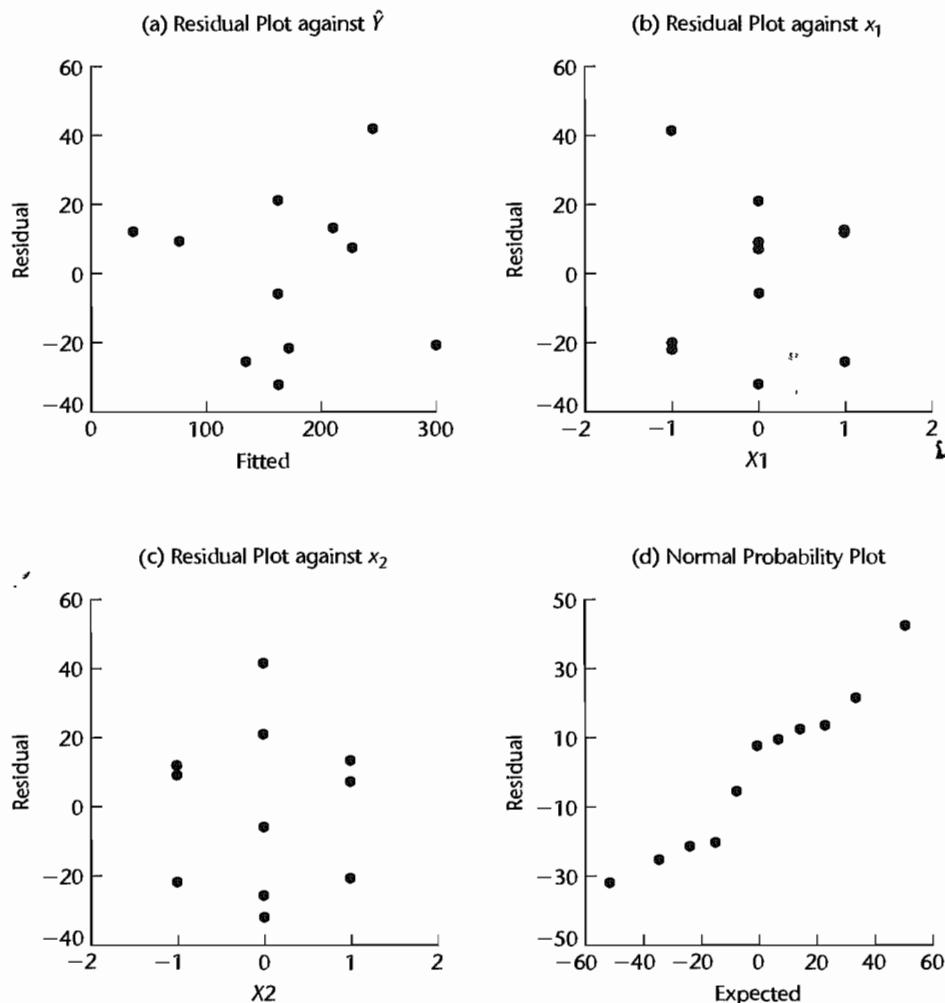 (a) Residual Plot against Ŷ
60
40
20
0
−20
−40
Residual
0 100 200 300
Fitted
(b) Residual Plot against x₁
60
40
20
0
−20
−40
Residual
−2 −1 0 1 2
X1
(c) Residual Plot against x₂
60
40
20
0
−20
−40
Residual
−2 −1 0 1 2
X2
(d) Normal Probability Plot
50
30
10
−10
−30
−50
Residual
−60 −40 −20 0 20 40 60
Expected